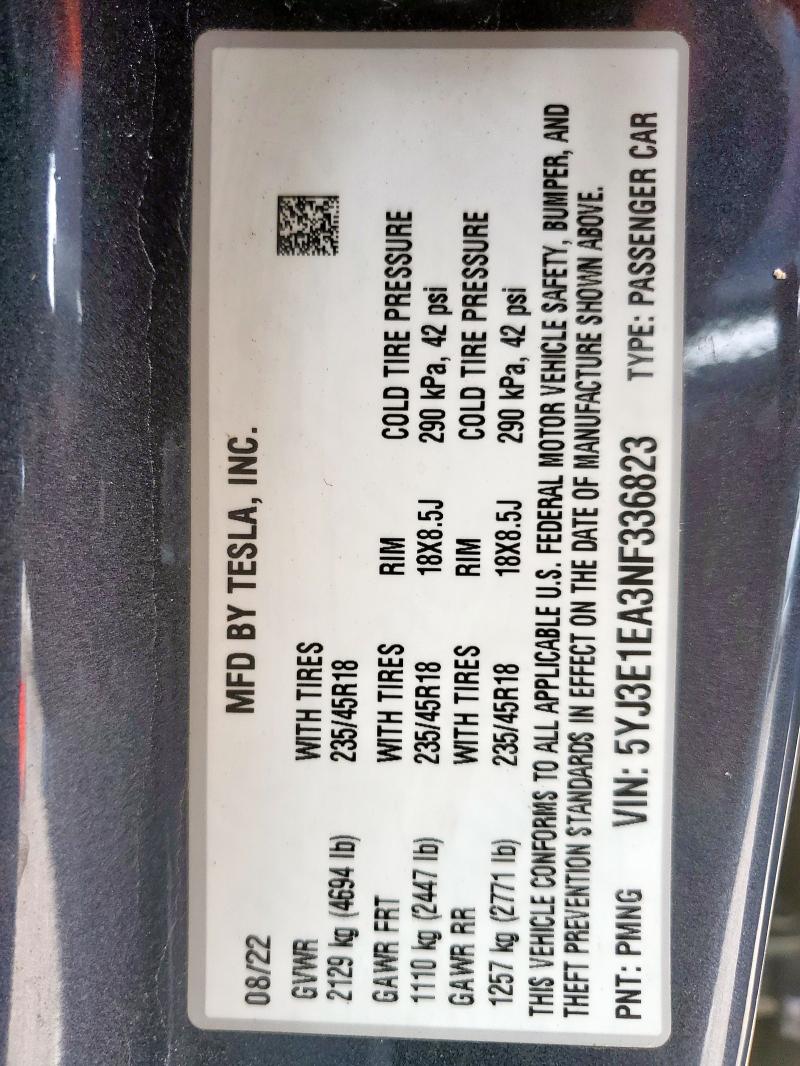 MFD BY TESLA, INC.
08/22
GVWR WITH TIRES
2129 kg (4694 lb) 235/45R18
GAWR FRT WITH TIRES RIM COLD TIRE PRESSURE
1110 kg (2447 lb) 235/45R18 18X8.5J 290 kPa, 42 psi
GAWR RR WITH TIRES RIM COLD TIRE PRESSURE
1257 kg (2771 lb) 235/45R18 18X8.5J 290 kPa, 42 psi
THIS VEHICLE CONFORMS TO ALL APPLICABLE U.S. FEDERAL MOTOR VEHICLE SAFETY, BUMPER, AND
THEFT PREVENTION STANDARDS IN EFFECT ON THE DATE OF MANUFACTURE SHOWN ABOVE.
PNT: PMNG VIN: 5YJ3E1EA3NF336823 TYPE: PASSENGER CAR